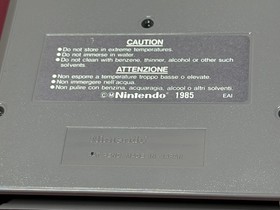 CAUTION
●Do not store in extreme temperatures.
●Do not immerse in water.
●Do not clean with benzene, thinner, alcohol or other such
solvents.
ATTENZIONE
●Non esporre a temperature troppo basse o elevate.
●Non immergere nell'acqua.
●Non pulire con benzina, acquaragia, alcool o altri solventi.
©M Nintendo 1985 EAI
Nintendo